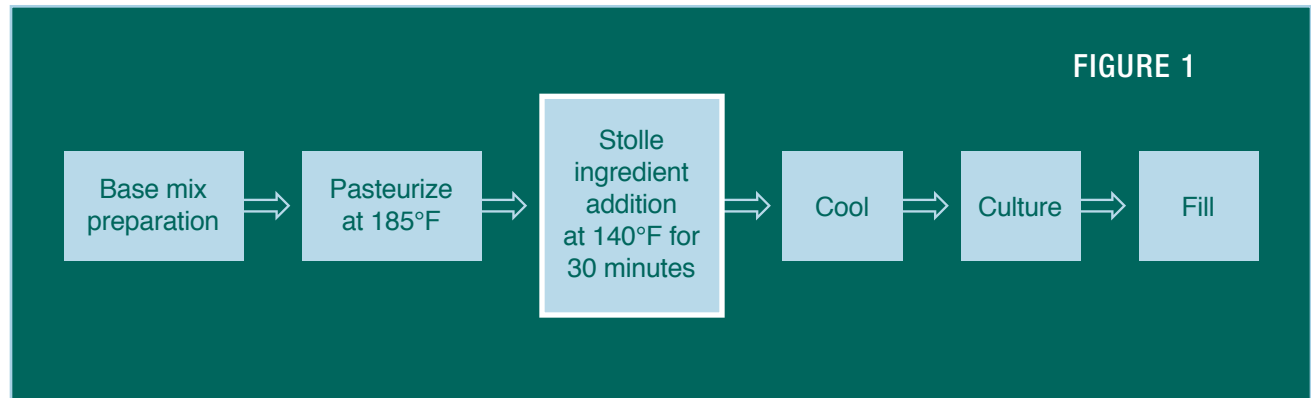 FIGURE 1
Base mix
preparation
Pasteurize
at 185°F
Stolle
ingredient
addition
at 140°F for
30 minutes
Cool
Culture
Fill